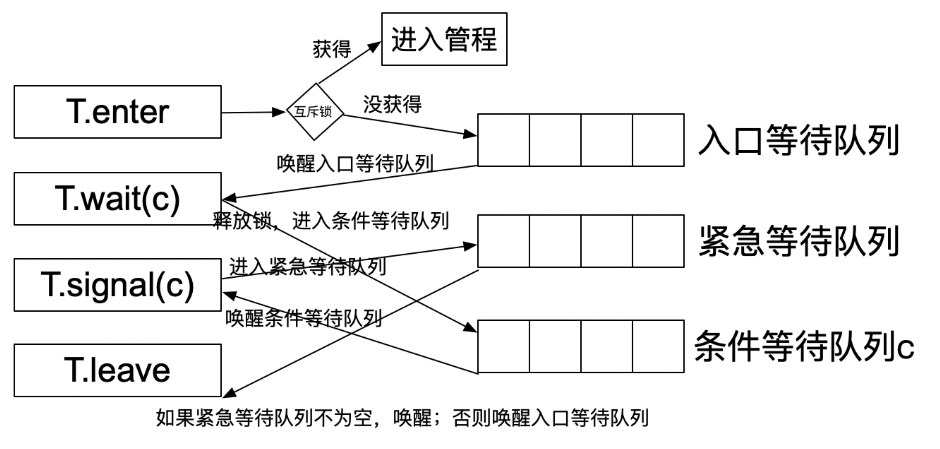 进入管程
获得
T.enter
互斥锁
没获得
入口等待队列
唤醒入口等待队列
T.wait(c)
释放锁，进入条件等待队列
紧急等待队列
进入紧急等待队列
T.signal(c)
唤醒条件等待队列
条件等待队列c
T.leave
如果紧急等待队列不为空，唤醒；否则唤醒入口等待队列